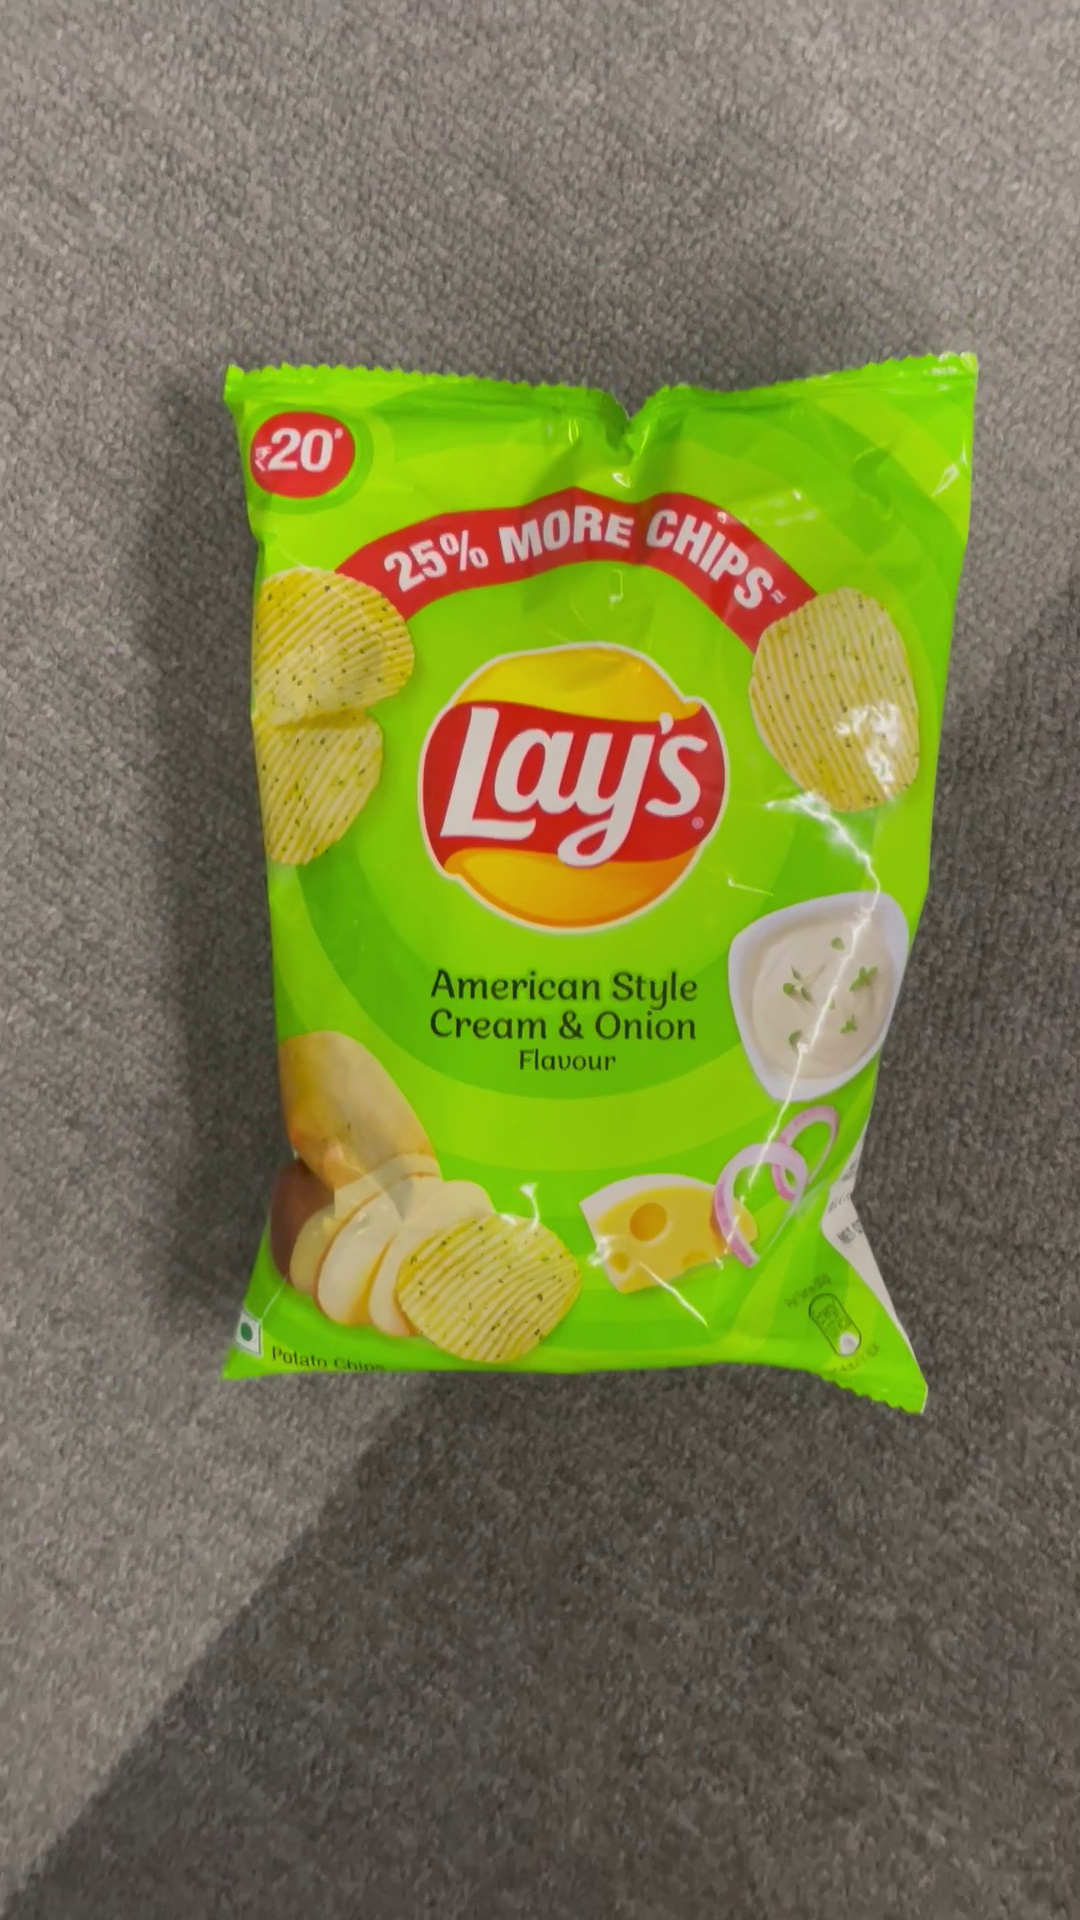 ₹20*
25% MORE CHIPS≈
Lay's®
American Style
Cream & Onion
Flavour
Potato Chips